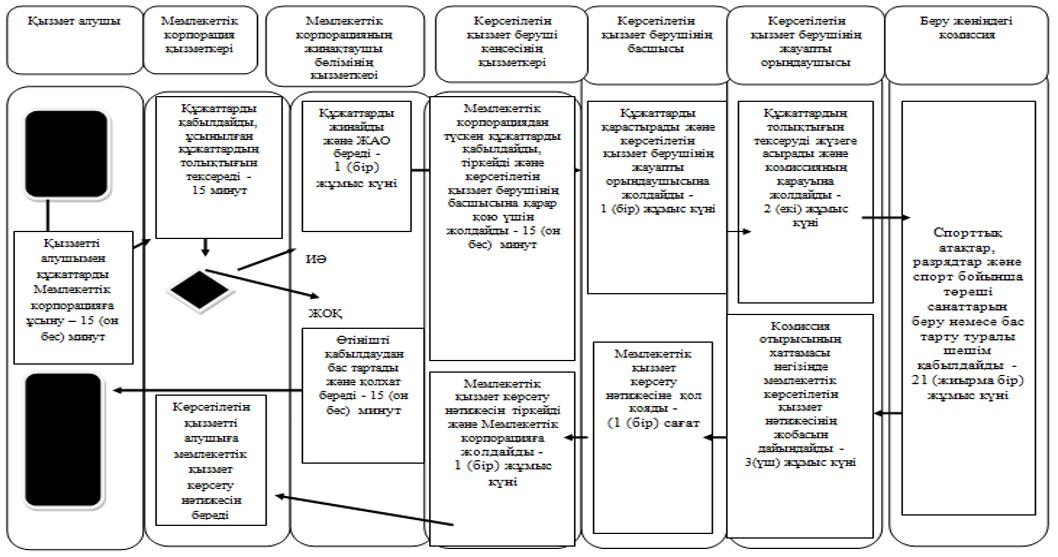 Қызмет алушы
Мемлекеттік
корпорация
қызметкері
Мемлекеттік
корпорацияның
жинақтаушы
бөлімінің
қызметкері
Көрсетілетін
қызмет беруші
кеңсесінің
қызметкері
Көрсетілетін
қызмет берушінің
басшысы
Көрсетілетін
қызмет берушінің
жауапты
орындаушысы
Беру жөніндегі
комиссия
Қызметті
алушымен
құжаттарды
Мемлекеттік
корпорацияға
ұсыну – 15 (он
бес) минут
Құжаттарды
қабылдайды,
ұсынылған
құжаттардың
толықтығын
тексереді -
15 минут
ИӘ
ЖОҚ
Құжаттарды
жинайды
және ЖАО
береді -
1 (бір)
жұмыс күні
Өтінішті
қабылдаудан
бас тартады
және қолхат
береді - 15 (он
бес) минут
Көрсетілетін
қызметті
алушыға
мемлекеттік
қызмет
көрсету
нәтижесін
береді
Мемлекеттік
корпорациядан
түскен құжаттарды
қабылдайды,
тіркейді және
көрсетілетін
қызмет берушінің
басшысына қарар
қою үшін
жолдайды - 15 (он
бес) минут
Мемлекеттік
қызмет көрсету
нәтижесін тіркейді
және Мемлекеттік
корпорацияға
жолдайды -
1 (бір) жұмыс
күні
Құжаттарды
қарастырады және
көрсетілетін
қызмет берушінің
жауапты
орындаушысына
жолдайды -
1 (бір) жұмыс күні
Мемлекеттік
қызмет
көрсету
нәтижесіне қол
қояды -
(1 (бір) сағат
Құжаттардың
толықтығын
тексеруді жүзеге
асырады және
комиссияның
қарауына
жолдайды -
2 (екі) жұмыс
күні
Комиссия
отырысының
хаттамасы
негізінде
мемлекеттік
көрсетілетін
қызмет
нәтижесінің
жобасын
дайындайды -
3(үш) жұмыс күні
Спорттық
атақтар,
разрядтар және
спорт бойынша
төреші
санаттарын
беру немесе бас
тарту туралы
шешім
қабылдайды -
21 (жиырма бір)
жұмыс күні